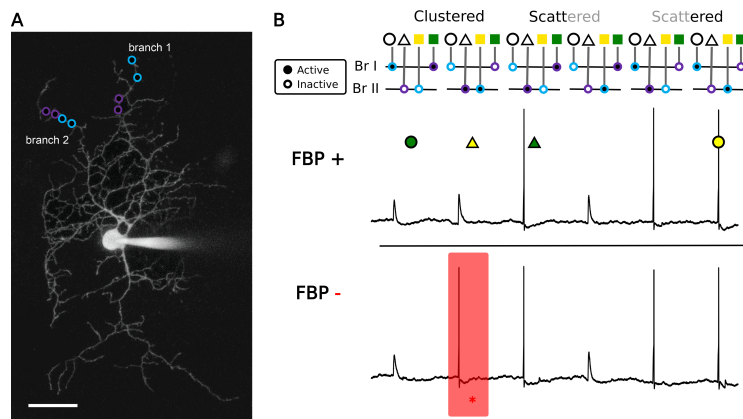 A
branch 1
branch 2
B
Clustered
Scattered
Scattered
Active
Inactive
Br I
Br II
FBP +
FBP -
*